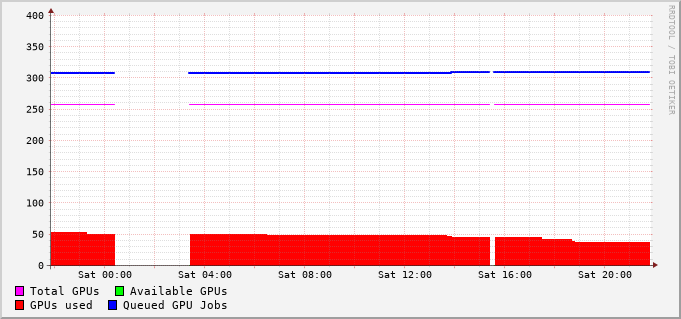 400
350
300
250
200
150
100
50
0
Sat 00:00 Sat 04:00 Sat 08:00 Sat 12:00 Sat 16:00 Sat 20:00
Total GPUs Available GPUs
GPUs used Queued GPU Jobs
RRDTOOL / TOBI OETIKER